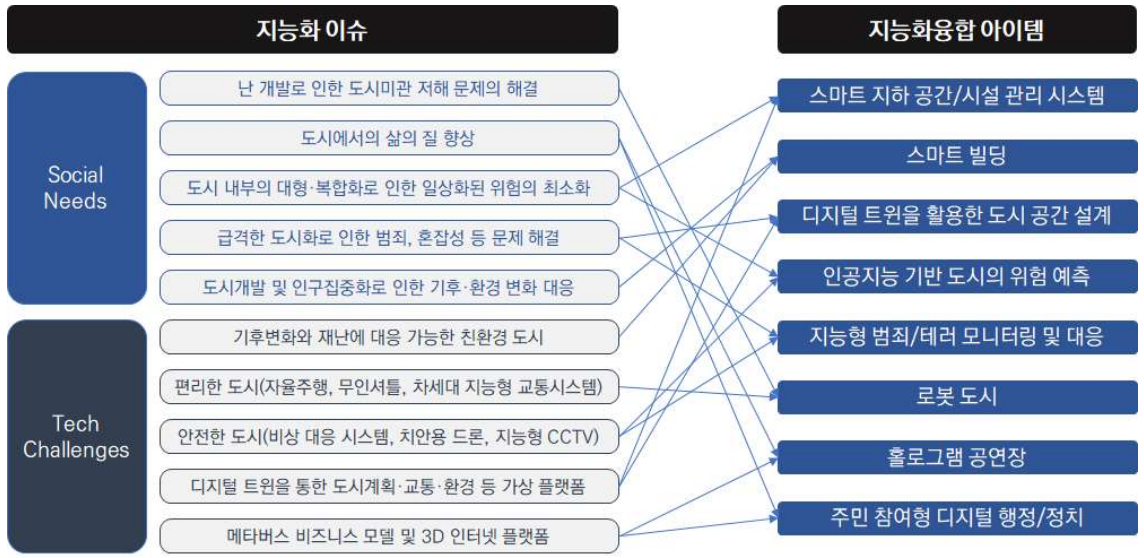 지능화 이슈
지능화융합 아이템
Social
Needs
난 개발로 인한 도시미관 저해 문제의 해결
도시에서의 삶의 질 향상
도시 내부의 대형·복합화로 인한 일상화된 위험의 최소화
급격한 도시화로 인한 범죄, 혼잡성 등 문제 해결
도시개발 및 인구집중화로 인한 기후·환경 변화 대응
Tech
Challenges
기후변화와 재난에 대응 가능한 친환경 도시
편리한 도시(자율주행, 무인셔틀, 차세대 지능형 교통시스템)
안전한 도시(비상 대응 시스템, 치안용 드론, 지능형 CCTV)
디지털 트윈을 통한 도시계획·교통·환경 등 가상 플랫폼
메타버스 비즈니스 모델 및 3D 인터넷 플랫폼
스마트 지하 공간/시설 관리 시스템
스마트 빌딩
디지털 트윈을 활용한 도시 공간 설계
인공지능 기반 도시의 위험 예측
지능형 범죄/테러 모니터링 및 대응
로봇 도시
홀로그램 공연장
주민 참여형 디지털 행정/정치